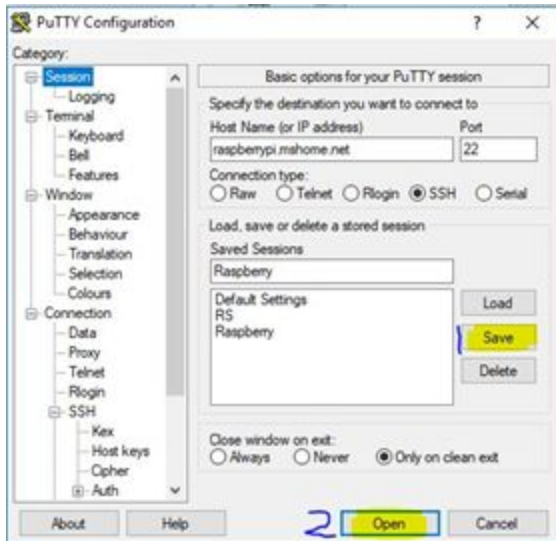 PuTTY Configuration ? ×
Category:
Session
Logging
Terminal
Keyboard
Bell
Features
Window
Appearance
Behaviour
Translation
Selection
Colours
Connection
Data
Proxy
Telnet
Rlogin
SSH
Kex
Host keys
Cipher
Auth
Basic options for your PuTTY session
Specify the destination you want to connect to
Host Name (or IP address) Port
raspberrypi.mshome.net 22
Connection type:
Raw Telnet Rlogin SSH Serial
Load, save or delete a stored session
Saved Sessions
Raspberry
Default Settings
RS
Raspberry
Load
1 Save
Delete
Close window on exit:
Always Never Only on clean exit
About Help 2 Open Cancel